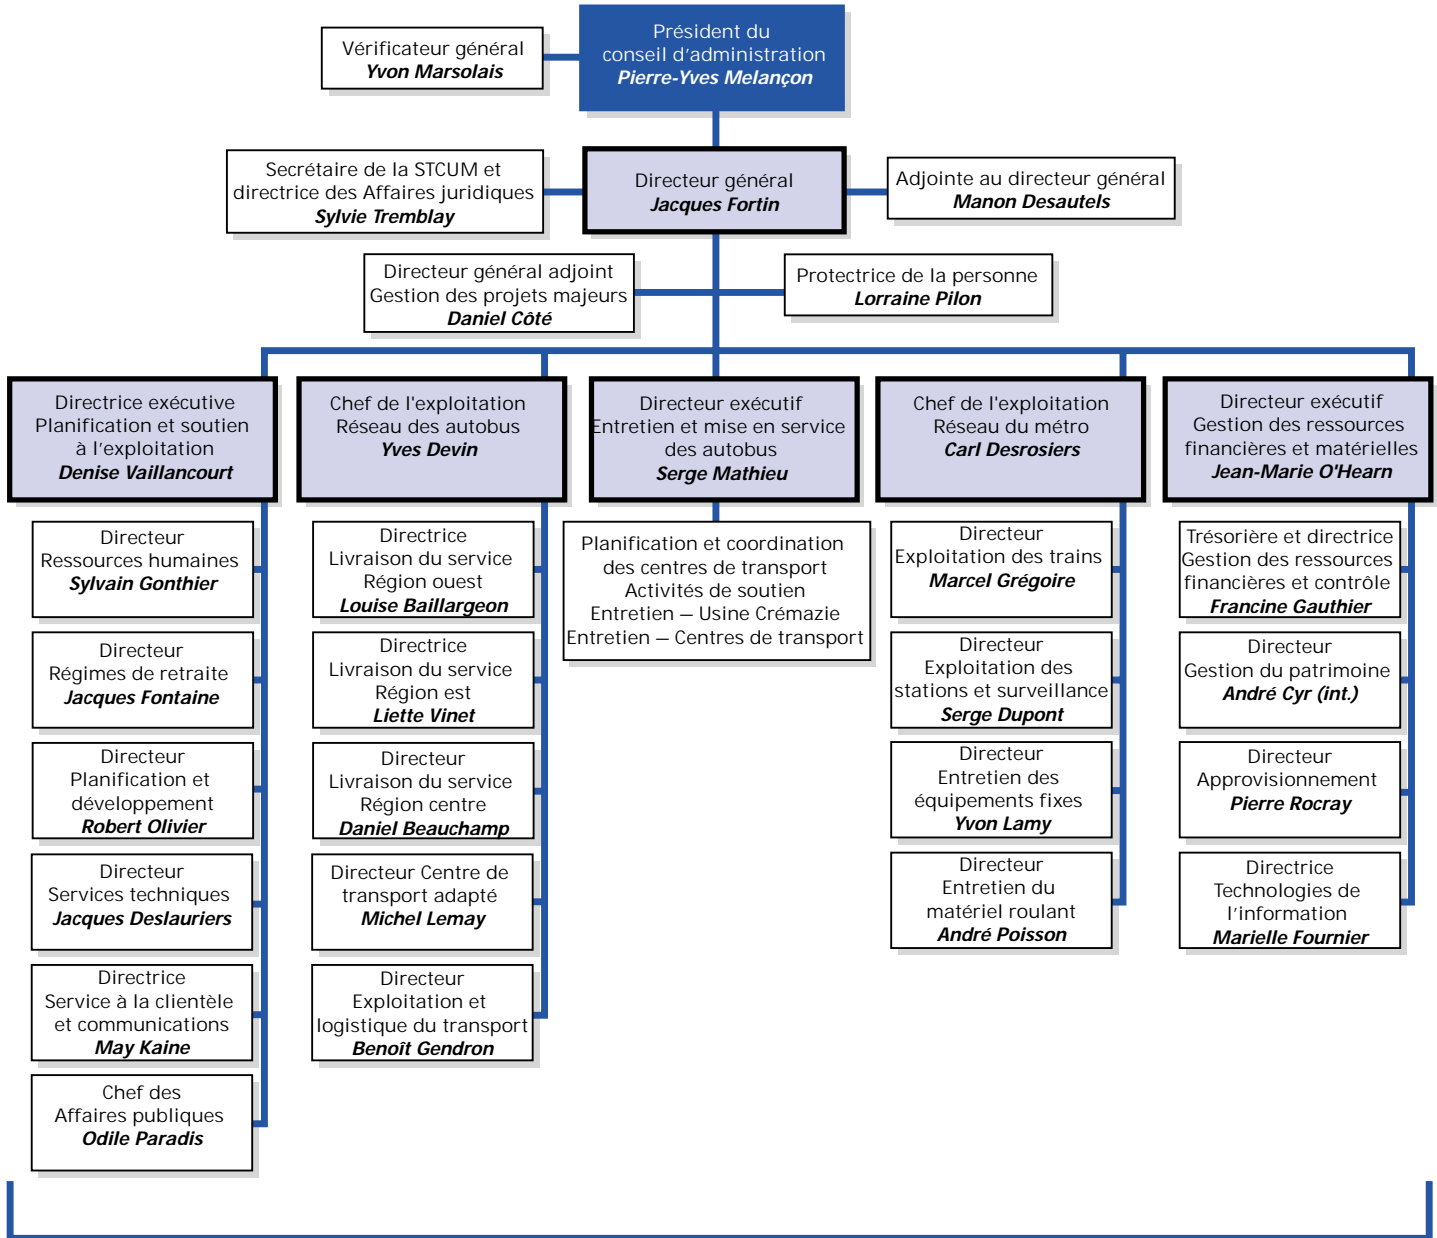 Président du
conseil d'administration
Pierre-Yves Melançon
Vérificateur général
Yvon Marsolais
Secrétaire de la STCUM et
directrice des Affaires juridiques
Sylvie Tremblay
Directeur général
Jacques Fortin
Adjointe au directeur général
Manon Desautels
Directeur général adjoint
Gestion des projets majeurs
Daniel Côté
Protectrice de la personne
Lorraine Pilon
Directrice exécutive
Planification et soutien
à l'exploitation
Denise Vaillancourt
Chef de l'exploitation
Réseau des autobus
Yves Devin
Directeur exécutif
Entretien et mise en service
des autobus
Serge Mathieu
Chef de l'exploitation
Réseau du métro
Carl Desrosiers
Directeur exécutif
Gestion des ressources
financières et matérielles
Jean-Marie O'Hearn
Directeur
Ressources humaines
Sylvain Gonthier
Directeur
Régimes de retraite
Jacques Fontaine
Directeur
Planification et
développement
Robert Olivier
Directeur
Services techniques
Jacques Deslauriers
Directrice
Service à la clientèle
et communications
May Kaine
Chef des
Affaires publiques
Odile Paradis
Directrice
Livraison du service
Région ouest
Louise Baillargeon
Directrice
Livraison du service
Région est
Liette Vinet
Directeur
Livraison du service
Région centre
Daniel Beauchamp
Directeur Centre de
transport adapté
Michel Lemay
Directeur
Exploitation et
logistique du transport
Benoît Gendron
Planification et coordination
des centres de transport
Activités de soutien
Entretien – Usine Crémazie
Entretien – Centres de transport
Directeur
Exploitation des trains
Marcel Grégoire
Directeur
Exploitation des
stations et surveillance
Serge Dupont
Directeur
Entretien des
équipements fixes
Yvon Lamy
Directeur
Entretien du
matériel roulant
André Poisson
Trésorière et directrice
Gestion des ressources
financières et contrôle
Francine Gauthier
Directeur
Gestion du patrimoine
André Cyr (int.)
Directeur
Approvisionnement
Pierre Rocray
Directrice
Technologies de
l'information
Marielle Fournier